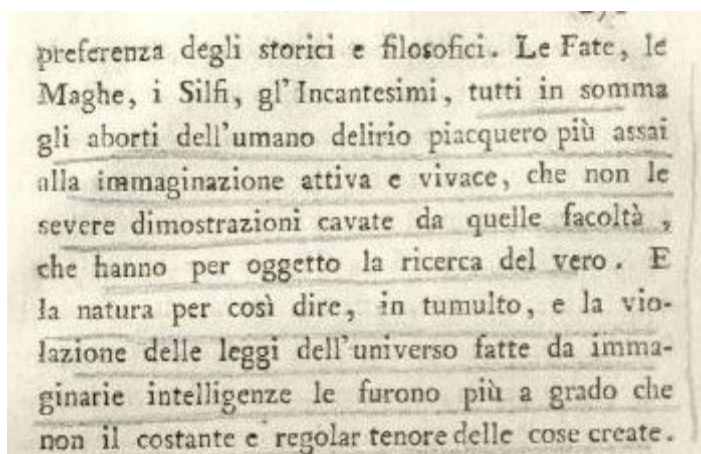 preferenza degli storici e filosofici. Le Fate, le
Maghe, i Silfi, gl'Incantesimi, tutti in somma
gli aborti dell'umano delirio piacquero più assai
alla immaginazione attiva e vivace, che non le
severe dimostrazioni cavate da quelle facoltà,
che hanno per oggetto la ricerca del vero. E
la natura per così dire, in tumulto, e la vio-
lazione delle leggi dell'universo fatte da imma-
ginarie intelligenze le furono più a grado che
non il costante e regolar tenore delle cose create.